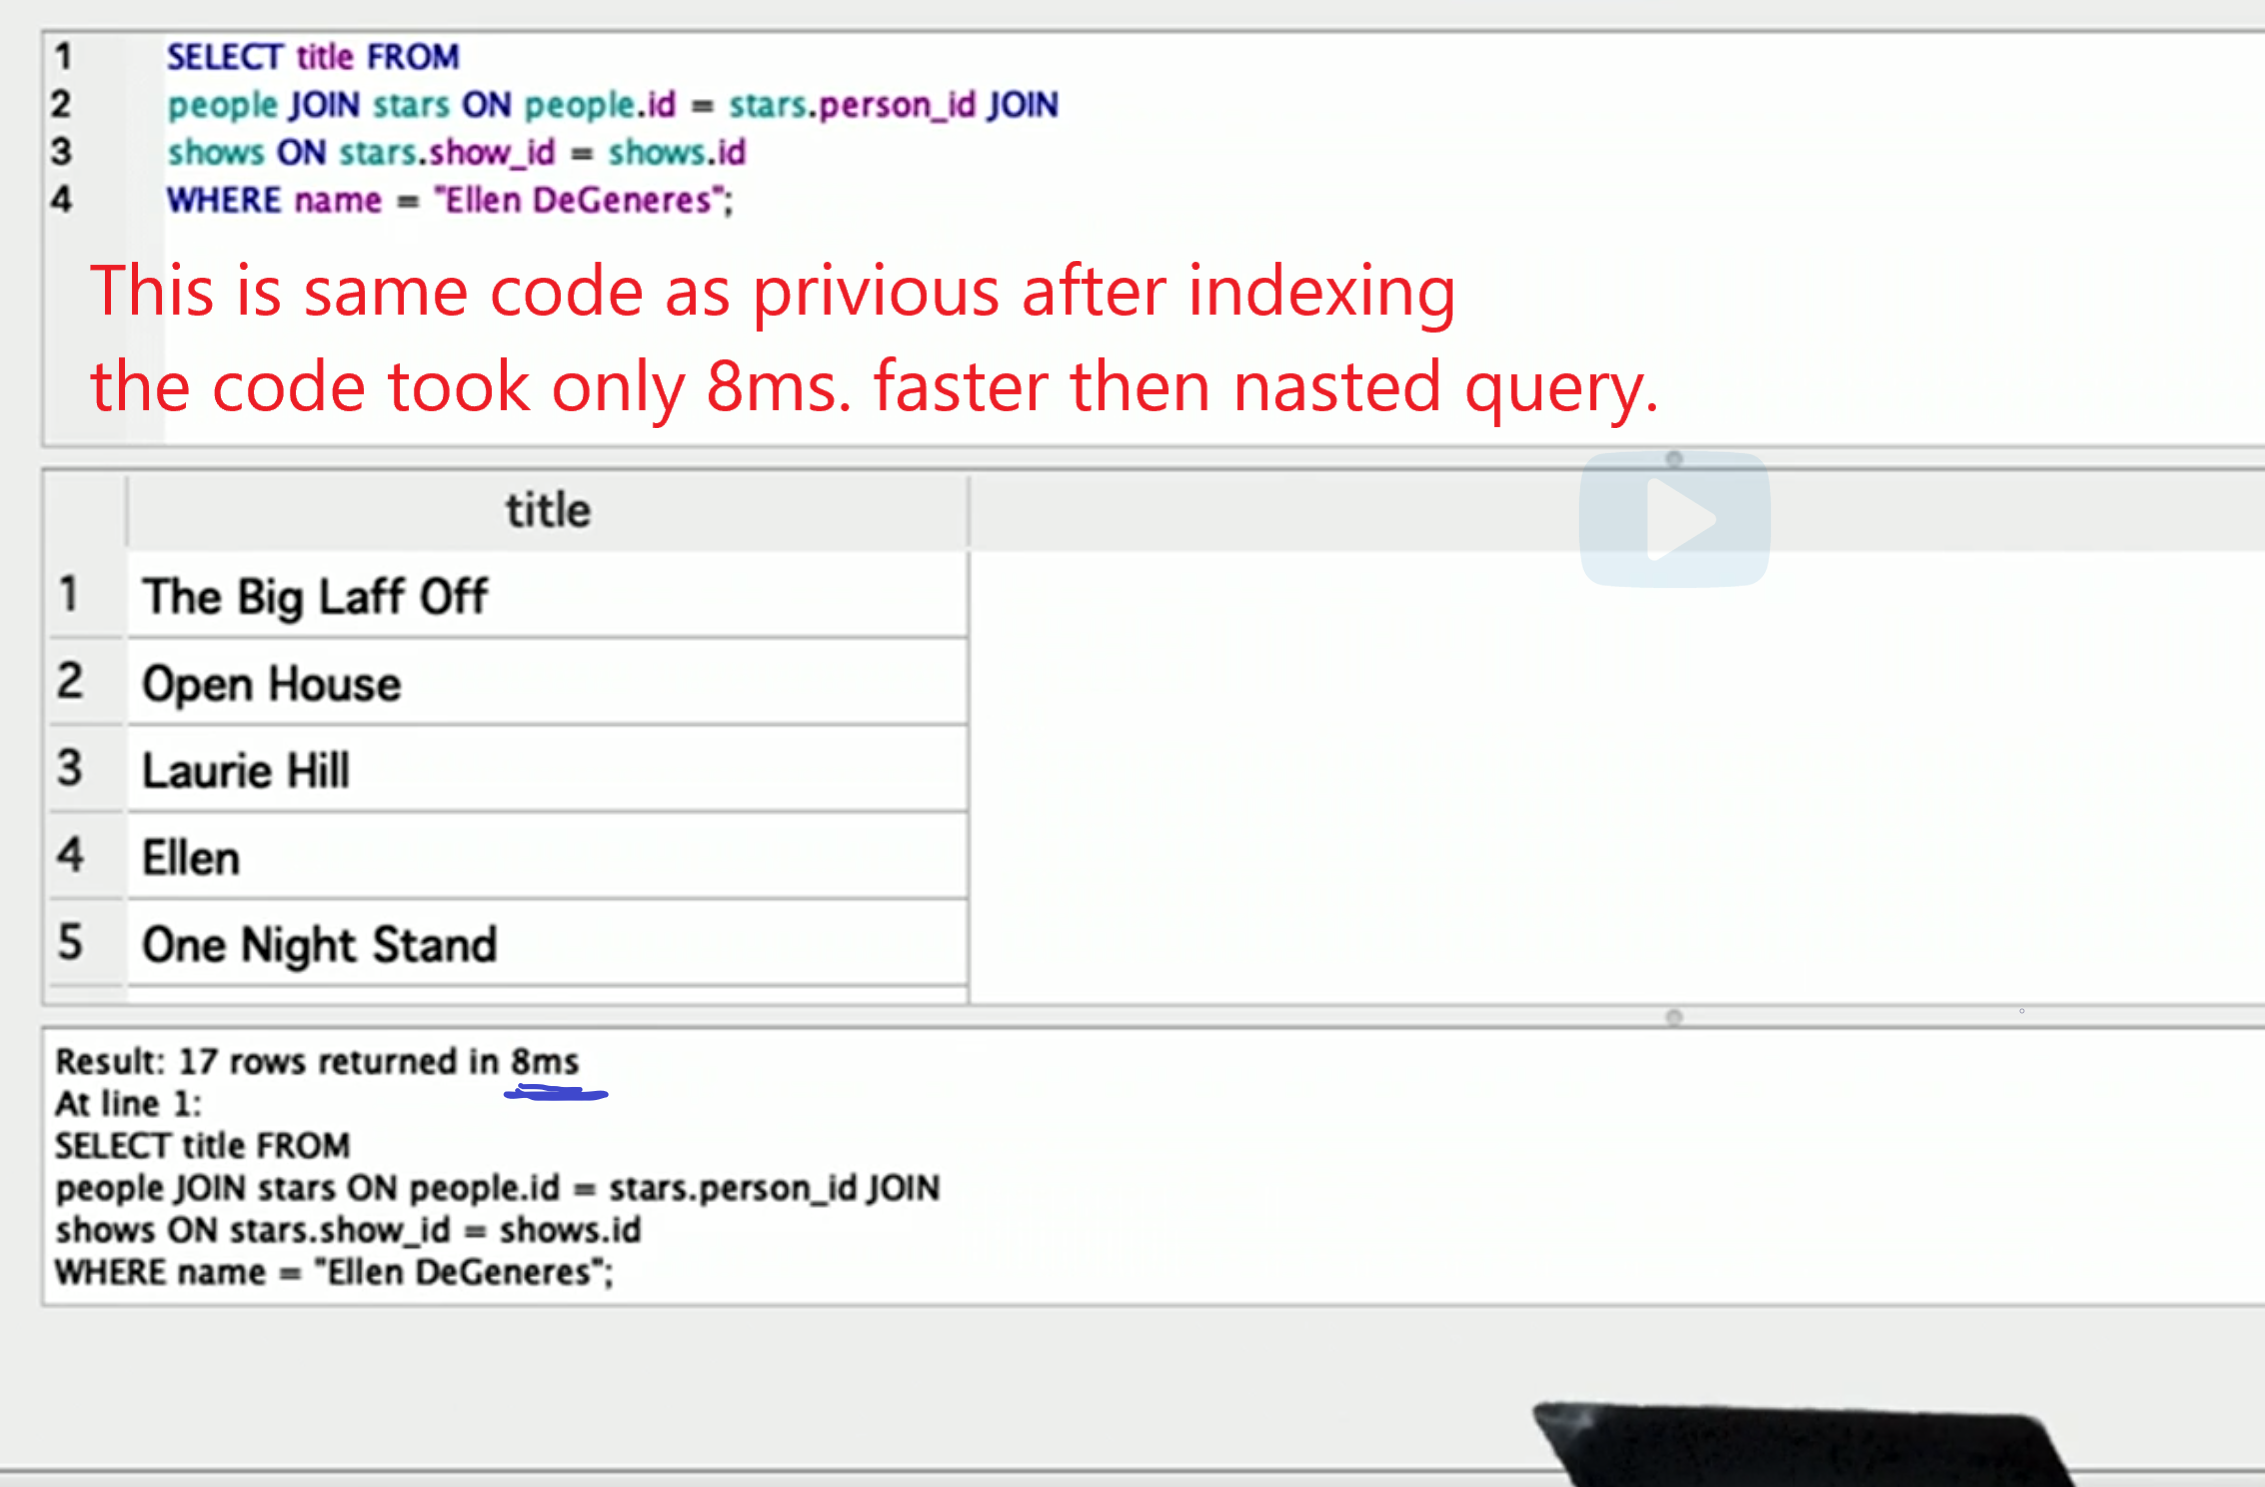 1 SELECT title FROM
2 people JOIN stars ON people.id = stars.person_id JOIN
3 shows ON stars.show_id = shows.id
4 WHERE name = "Ellen DeGeneres";
This is same code as privious after indexing
the code took only 8ms. faster then nasted query.
title
1 The Big Laff Off
2 Open House
3 Laurie Hill
4 Ellen
5 One Night Stand
Result: 17 rows returned in 8ms
At line 1:
SELECT title FROM
people JOIN stars ON people.id = stars.person_id JOIN
shows ON stars.show_id = shows.id
WHERE name = "Ellen DeGeneres";